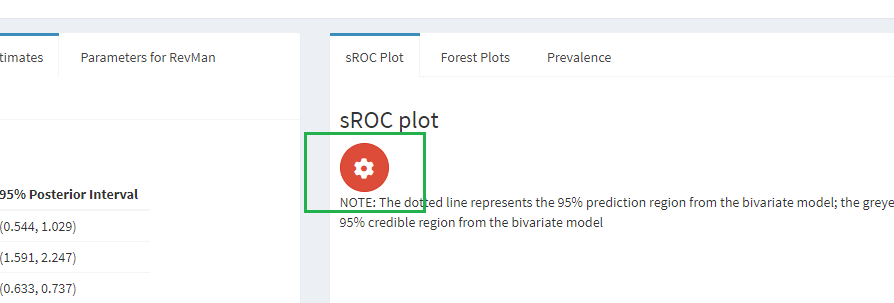 Parameters for RevMan
95% Posterior Interval
(0.544, 1.029)
(1.591, 2.247)
(0.633, 0.737)
sROC Plot Forest Plots Prevalence
sROC plot
NOTE: The dotted line represents the 95% prediction region from the bivariate model; the
95% credible region from the bivariate model